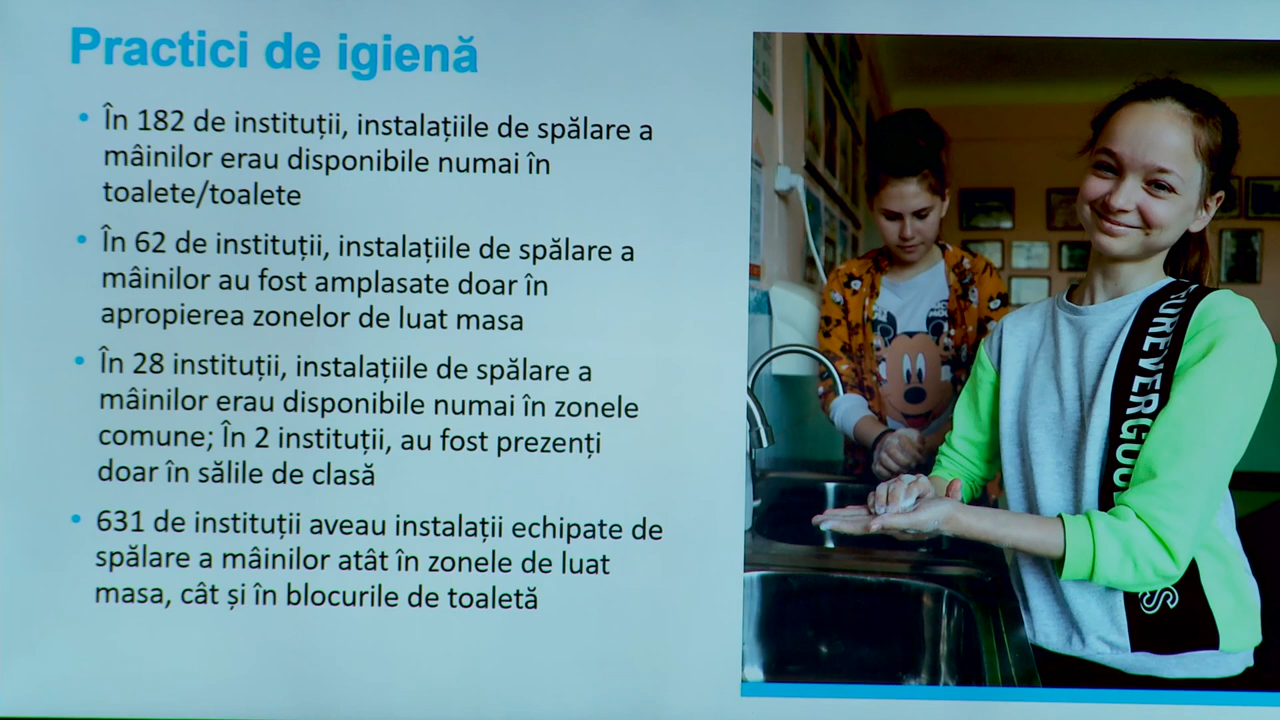 Practici de igienă
• În 182 de instituții, instalațiile de spălare a
mâinilor erau disponibile numai în
toalete/toalete
• În 62 de instituții, instalațiile de spălare a
mâinilor au fost amplasate doar în
apropierea zonelor de luat masa
• În 28 instituții, instalațiile de spălare a
mâinilor erau disponibile numai în zonele
comune; În 2 instituții, au fost prezenți
doar în sălile de clasă
• 631 de instituții aveau instalații echipate de
spălare a mâinilor atât în zonele de luat
masa, cât și în blocurile de toaletă